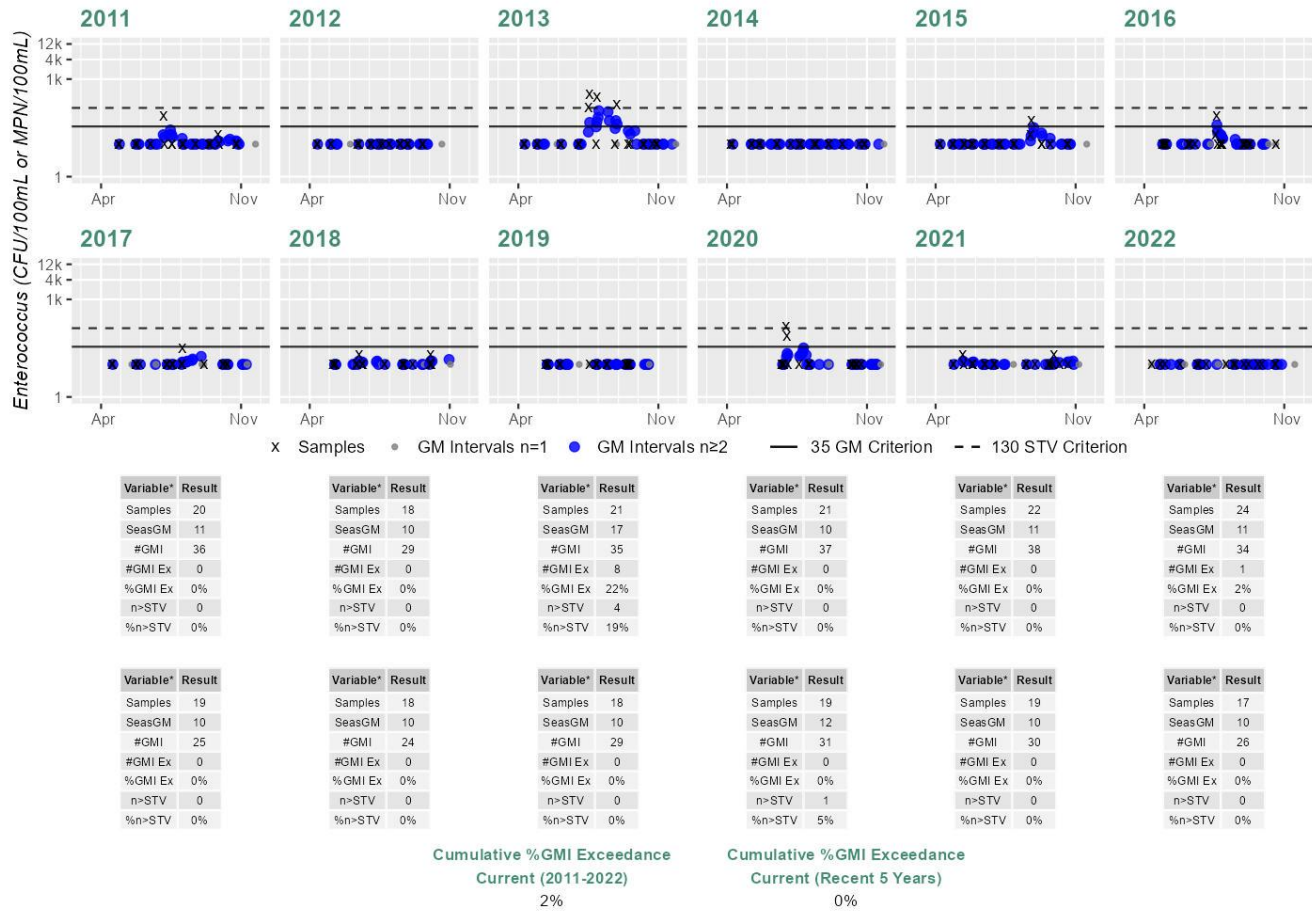 2011 2012 2013 2014 2015 2016
Enterococcus (CFU/100mL or MPN/100mL)
12k
4k
1k
1
Apr Nov Apr Nov Apr Nov Apr Nov Apr Nov Apr Nov
2017 2018 2019 2020 2021 2022
12k
4k
1k
1
Apr Nov Apr Nov Apr Nov Apr Nov Apr Nov Apr Nov
x Samples GM Intervals n=1 GM Intervals n≥2 35 GM Criterion 130 STV Criterion
Variable* Result Variable* Result Variable* Result Variable* Result Variable* Result Variable* Result
Samples 20 Samples 18 Samples 21 Samples 21 Samples 22 Samples 24
SeasGM 11 SeasGM 10 SeasGM 17 SeasGM 10 SeasGM 11 SeasGM 11
#GMI 36 #GMI 29 #GMI 35 #GMI 37 #GMI 38 #GMI 34
#GMI Ex 0 #GMI Ex 0 #GMI Ex 8 #GMI Ex 0 #GMI Ex 0 #GMI Ex 1
%GMI Ex 0% %GMI Ex 0% %GMI Ex 22% %GMI Ex 0% %GMI Ex 0% %GMI Ex 2%
n>STV 0 n>STV 0 n>STV 4 n>STV 0 n>STV 0 n>STV 0
%n>STV 0% %n>STV 0% %n>STV 19% %n>STV 0% %n>STV 0% %n>STV 0%
Variable* Result Variable* Result Variable* Result Variable* Result Variable* Result Variable* Result
Samples 19 Samples 18 Samples 18 Samples 19 Samples 19 Samples 17
SeasGM 10 SeasGM 10 SeasGM 10 SeasGM 12 SeasGM 10 SeasGM 10
#GMI 25 #GMI 24 #GMI 29 #GMI 31 #GMI 30 #GMI 26
#GMI Ex 0 #GMI Ex 0 #GMI Ex 0 #GMI Ex 0 #GMI Ex 0 #GMI Ex 0
%GMI Ex 0% %GMI Ex 0% %GMI Ex 0% %GMI Ex 0% %GMI Ex 0% %GMI Ex 0%
n>STV 0 n>STV 0 n>STV 0 n>STV 1 n>STV 0 n>STV 0
%n>STV 0% %n>STV 0% %n>STV 0% %n>STV 5% %n>STV 0% %n>STV 0%
Cumulative %GMI Exceedance Cumulative %GMI Exceedance
Current (2011-2022) Current (Recent 5 Years)
2% 0%